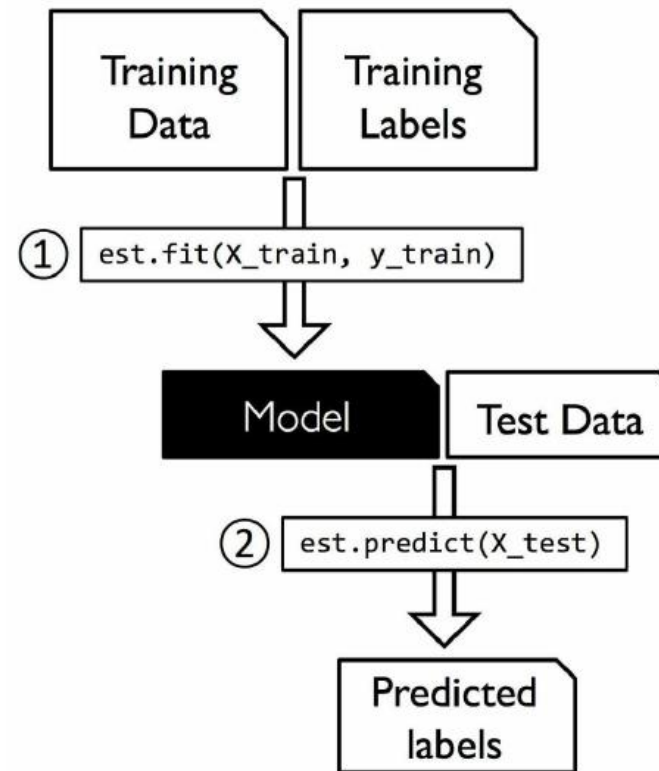 Training
Data
Training
Labels
① est.fit(X_train, y_train)
Model
Test Data
② est.predict(X_test)
Predicted
labels